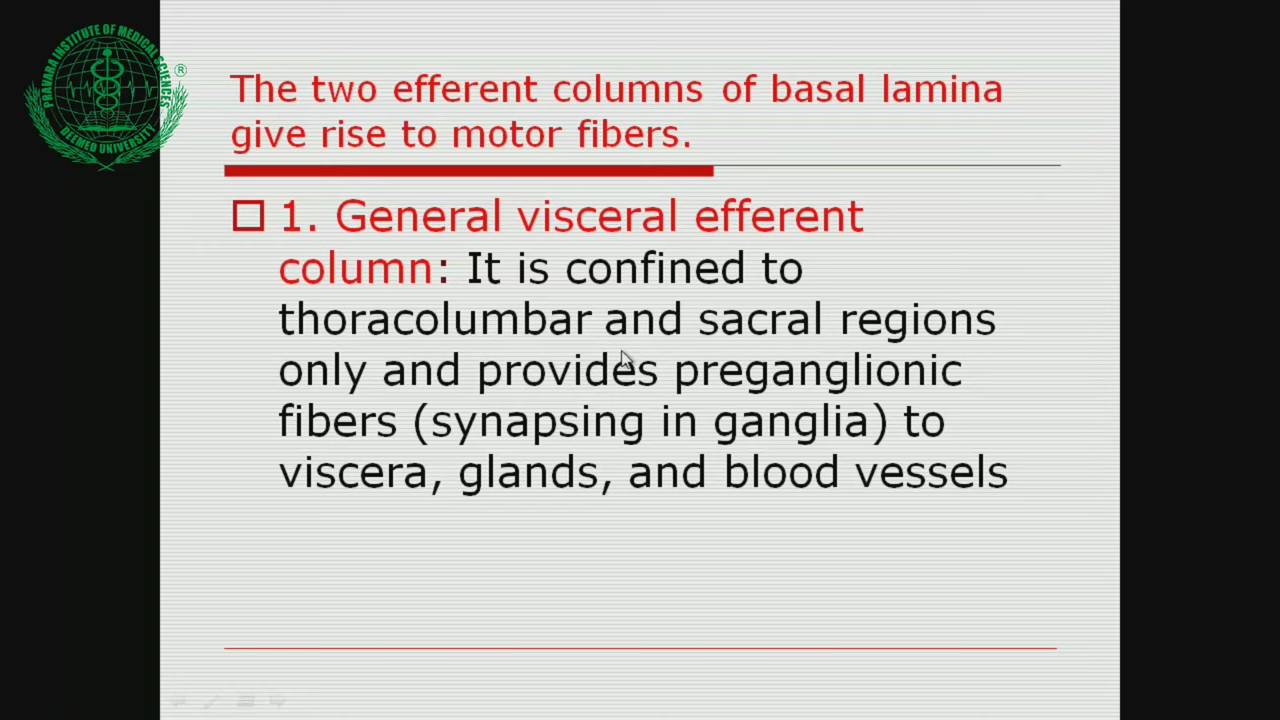 PRAVARA INSTITUTE OF MEDICAL SCIENCES
DEEMED UNIVERSITY
®
The two efferent columns of basal lamina
give rise to motor fibers.
1. General visceral efferent
column: It is confined to
thoracolumbar and sacral regions
only and provides preganglionic
fibers (synapsing in ganglia) to
viscera, glands, and blood vessels